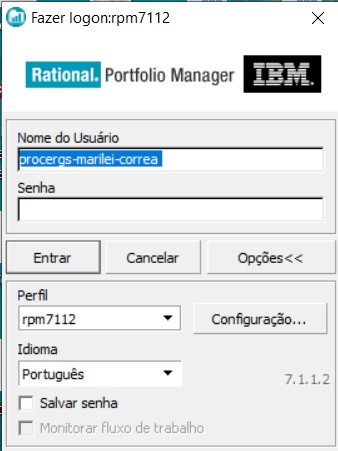 Fazer logon:rpm7112
Rational. Portfolio Manager IBM.
Nome do Usuário
procergs-marilei-correa
Senha
Entrar Cancelar Opções<<
Perfil
rpm7112 Configuração...
Idioma
Português 7.1.1.2
Salvar senha
Monitorar fluxo de trabalho